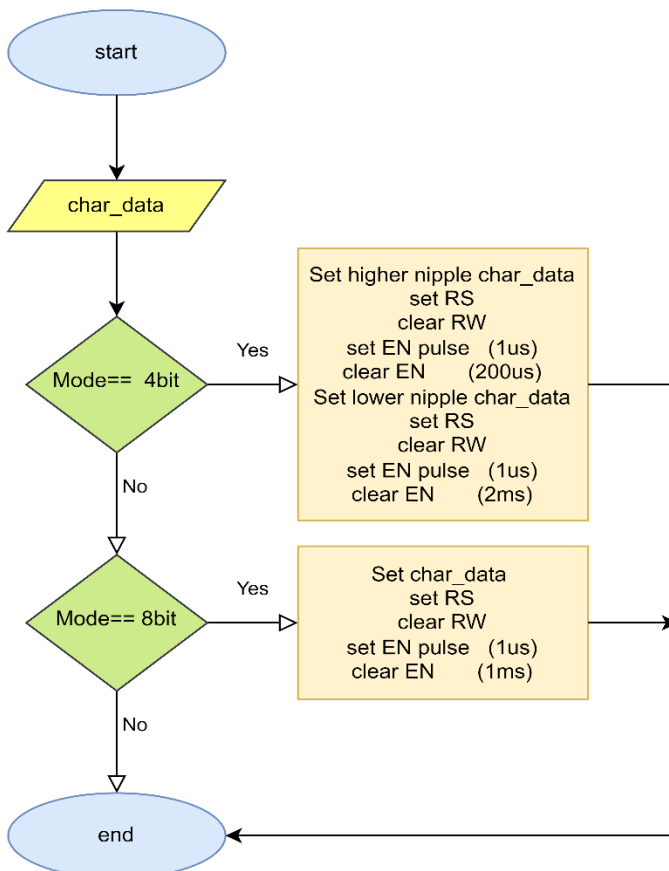 start
char_data
Mode== 4bit
Yes
Set higher nipple char_data
set RS
clear RW
set EN pulse (1us)
clear EN (200us)
Set lower nipple char_data
set RS
clear RW
set EN pulse (1us)
clear EN (2ms)
No
Mode== 8bit
Yes
Set char_data
set RS
clear RW
set EN pulse (1us)
clear EN (1ms)
No
end